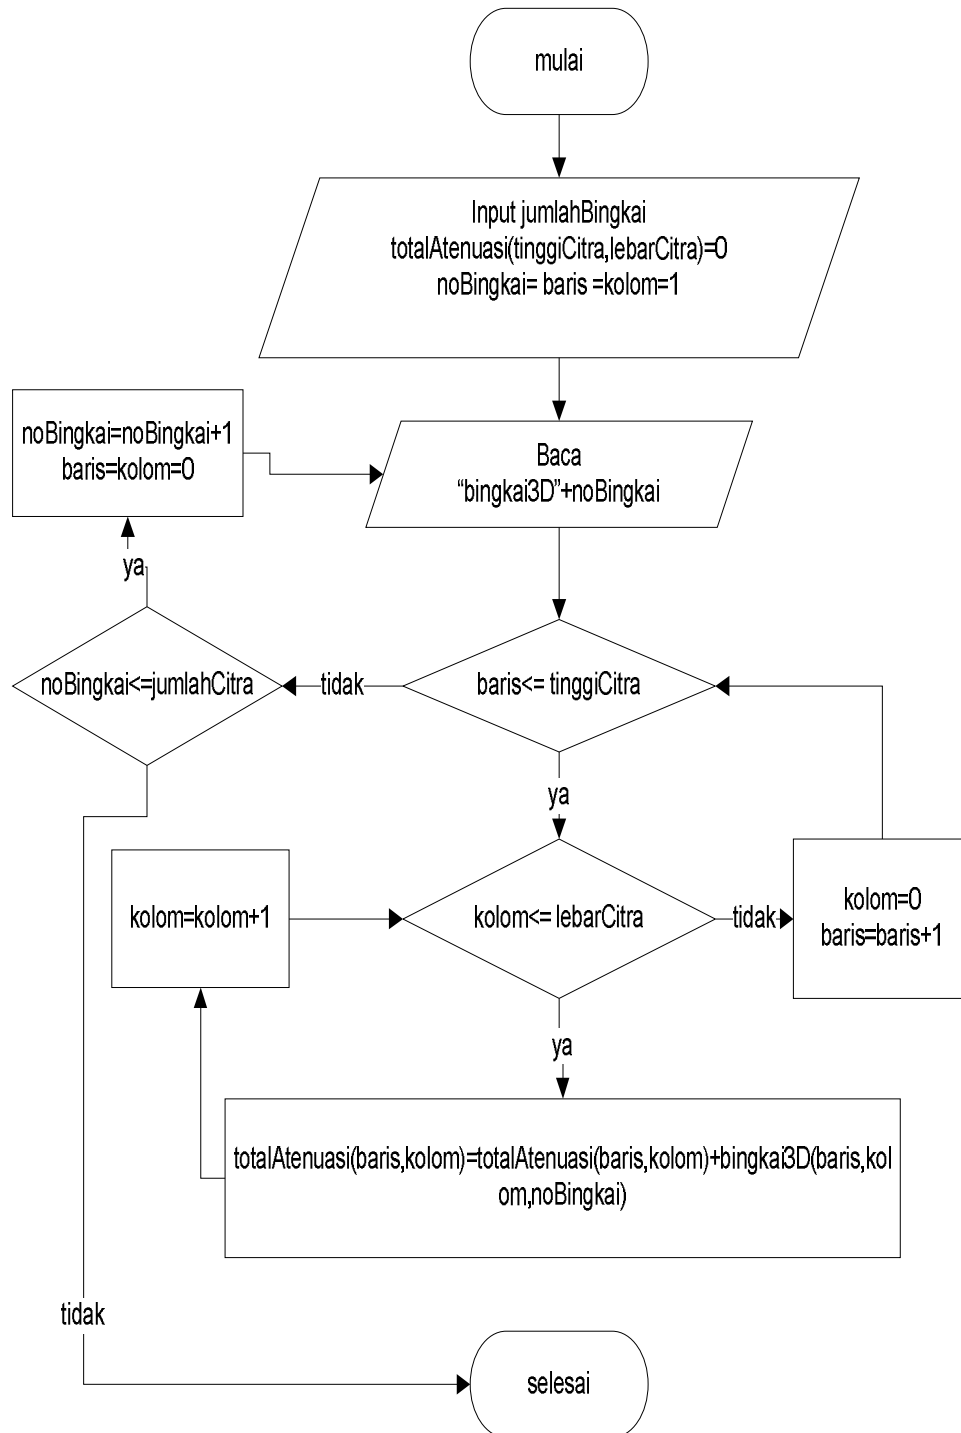 mulai
Input jumlahBingkai
totalAtenuasi(tinggiCitra,lebarCitra)=0
noBingkai= baris =kolom=1
noBingkai=noBingkai+1
baris=kolom=0
Baca
“bingkai3D”+noBingkai
ya
noBingkai<=jumlahCitra
tidak
baris<= tinggiCitra
ya
kolom=kolom+1
kolom<= lebarCitra
tidak
kolom=0
baris=baris+1
ya
totalAtenuasi(baris,kolom)=totalAtenuasi(baris,kolom)+bingkai3D(baris,kol
om,noBingkai)
tidak
selesai